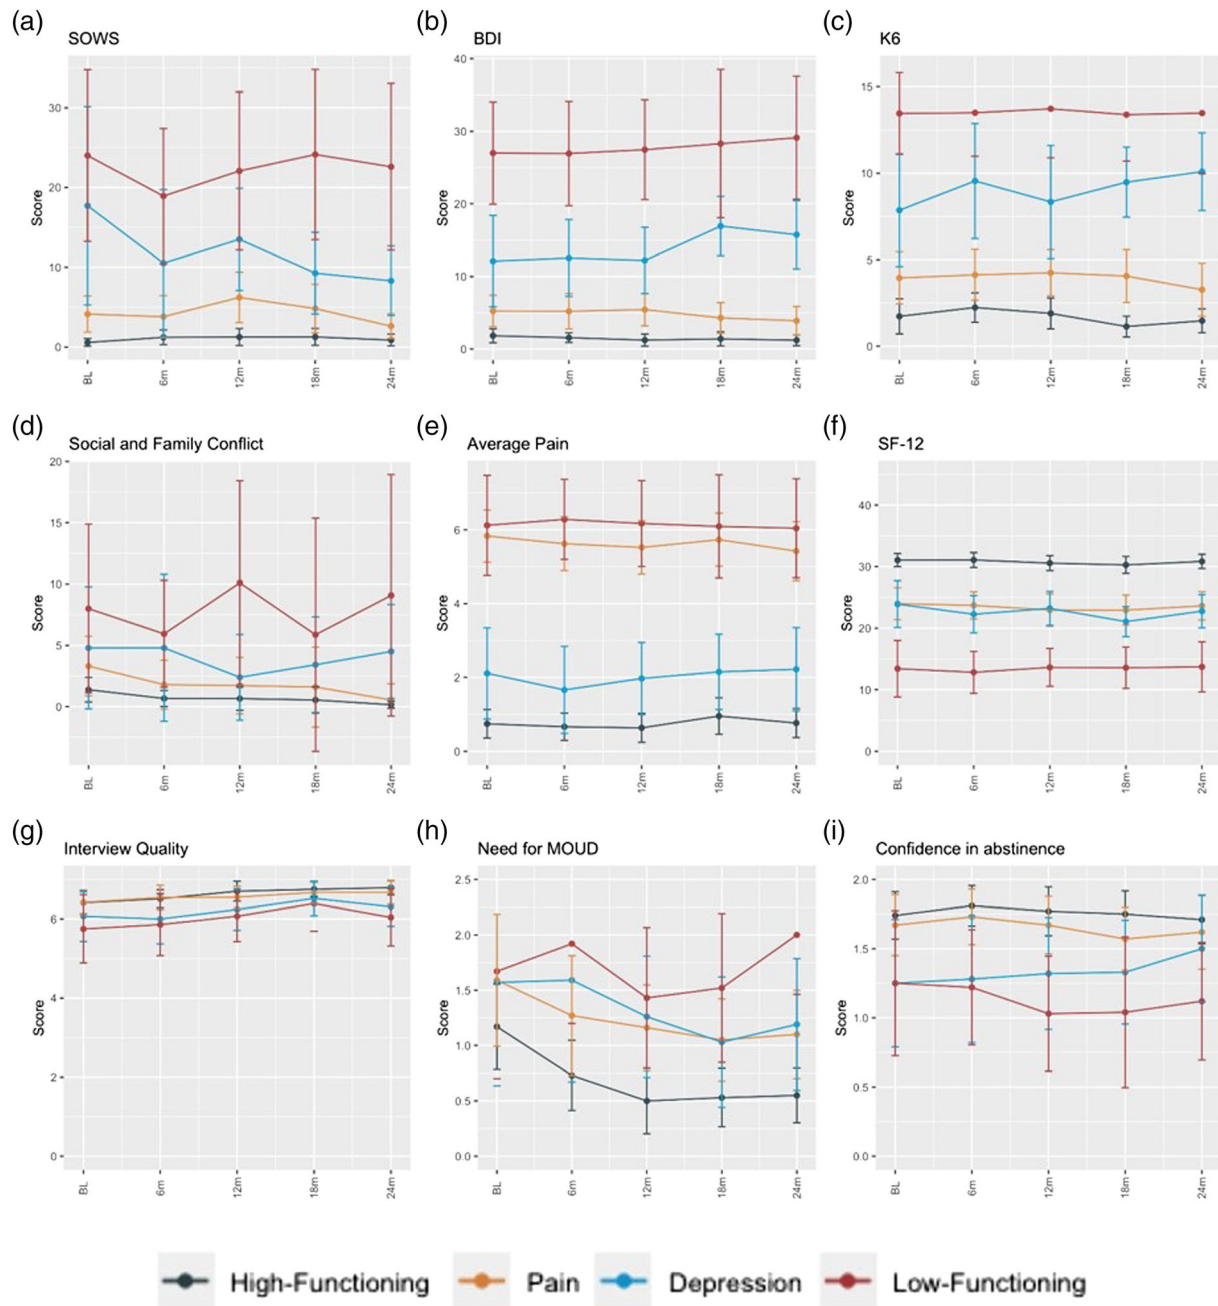 (a)
SOWS
Score
30
20
10
0
BL
6m
12m
18m
24m
(b)
BDI
Score
40
30
20
10
0
BL
6m
12m
18m
24m
(c)
K6
Score
15
10
5
0
BL
6m
12m
18m
24m
(d)
Social and Family Conflict
Score
20
15
10
5
0
BL
6m
12m
18m
24m
(e)
Average Pain
Score
6
4
2
0
BL
6m
12m
18m
24m
(f)
SF-12
Score
40
30
20
10
0
BL
6m
12m
18m
24m
(g)
Interview Quality
Score
6
4
2
0
BL
6m
12m
18m
24m
(h)
Need for MOUD
Score
2.5
2.0
1.5
1.0
0.5
0.0
BL
6m
12m
18m
24m
(i)
Confidence in abstinence
Score
2.0
1.5
1.0
0.5
0.0
BL
6m
12m
18m
24m
High-Functioning Pain Depression Low-Functioning